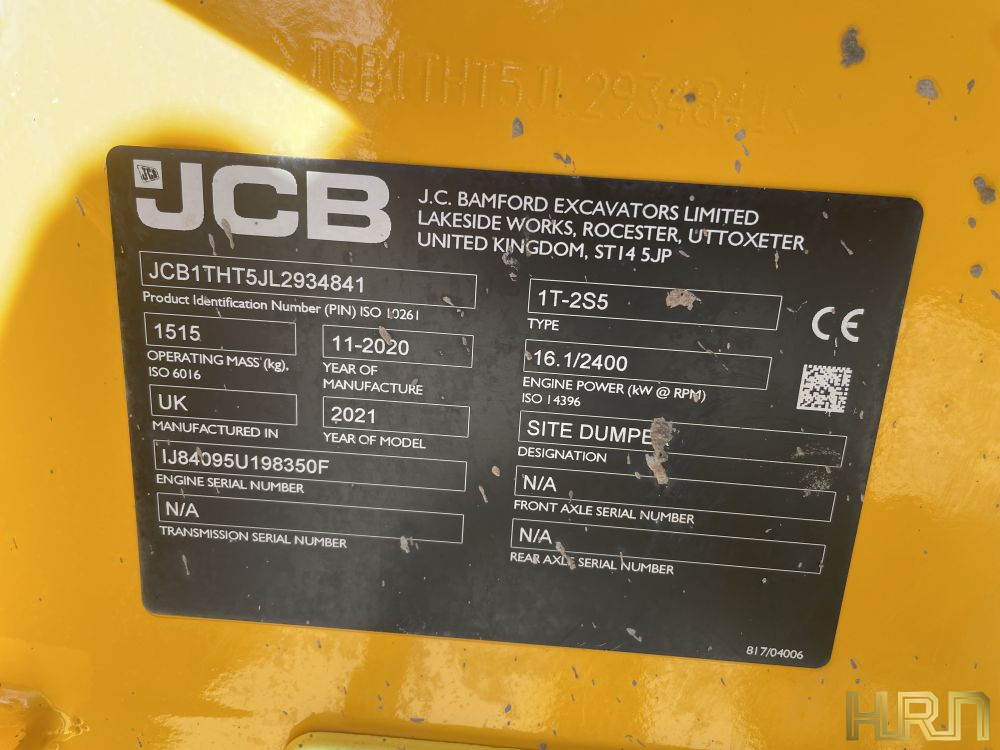 JCB1THT5JL2934841
JCB
JCB
J.C. BAMFORD EXCAVATORS LIMITED
LAKESIDE WORKS, ROCESTER, UTTOXETER
UNITED KINGDOM, ST14 5JP
JCB1THT5JL2934841
Product Identification Number (PIN) ISO 10261
1515
OPERATING MASS (kg),
ISO 6016
11-2020
YEAR OF
MANUFACTURE
UK
MANUFACTURED IN
2021
YEAR OF MODEL
IJ84095U198350F
ENGINE SERIAL NUMBER
N/A
TRANSMISSION SERIAL NUMBER
1T-2S5
TYPE
CE
16.1/2400
ENGINE POWER (kW @ RPM)
ISO 14396
SITE DUMPE
DESIGNATION
N/A
FRONT AXLE SERIAL NUMBER
N/A
REAR AXLE SERIAL NUMBER
817/04006
HRN